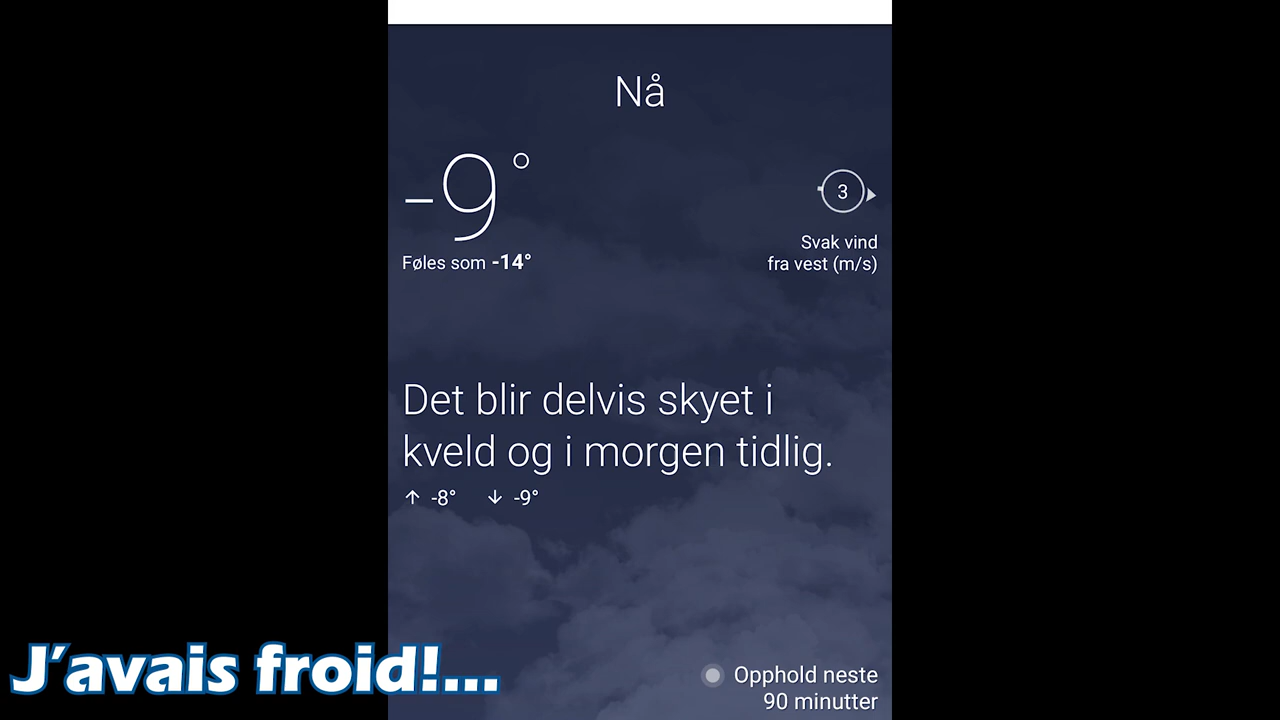 Nå
-9°
3
Svak vind
fra vest (m/s)
Føles som -14°
Det blir delvis skyet i
kveld og i morgen tidlig.
↑ -8° ↓ -9°
J'avais froid!...
Opphold neste
90 minutter